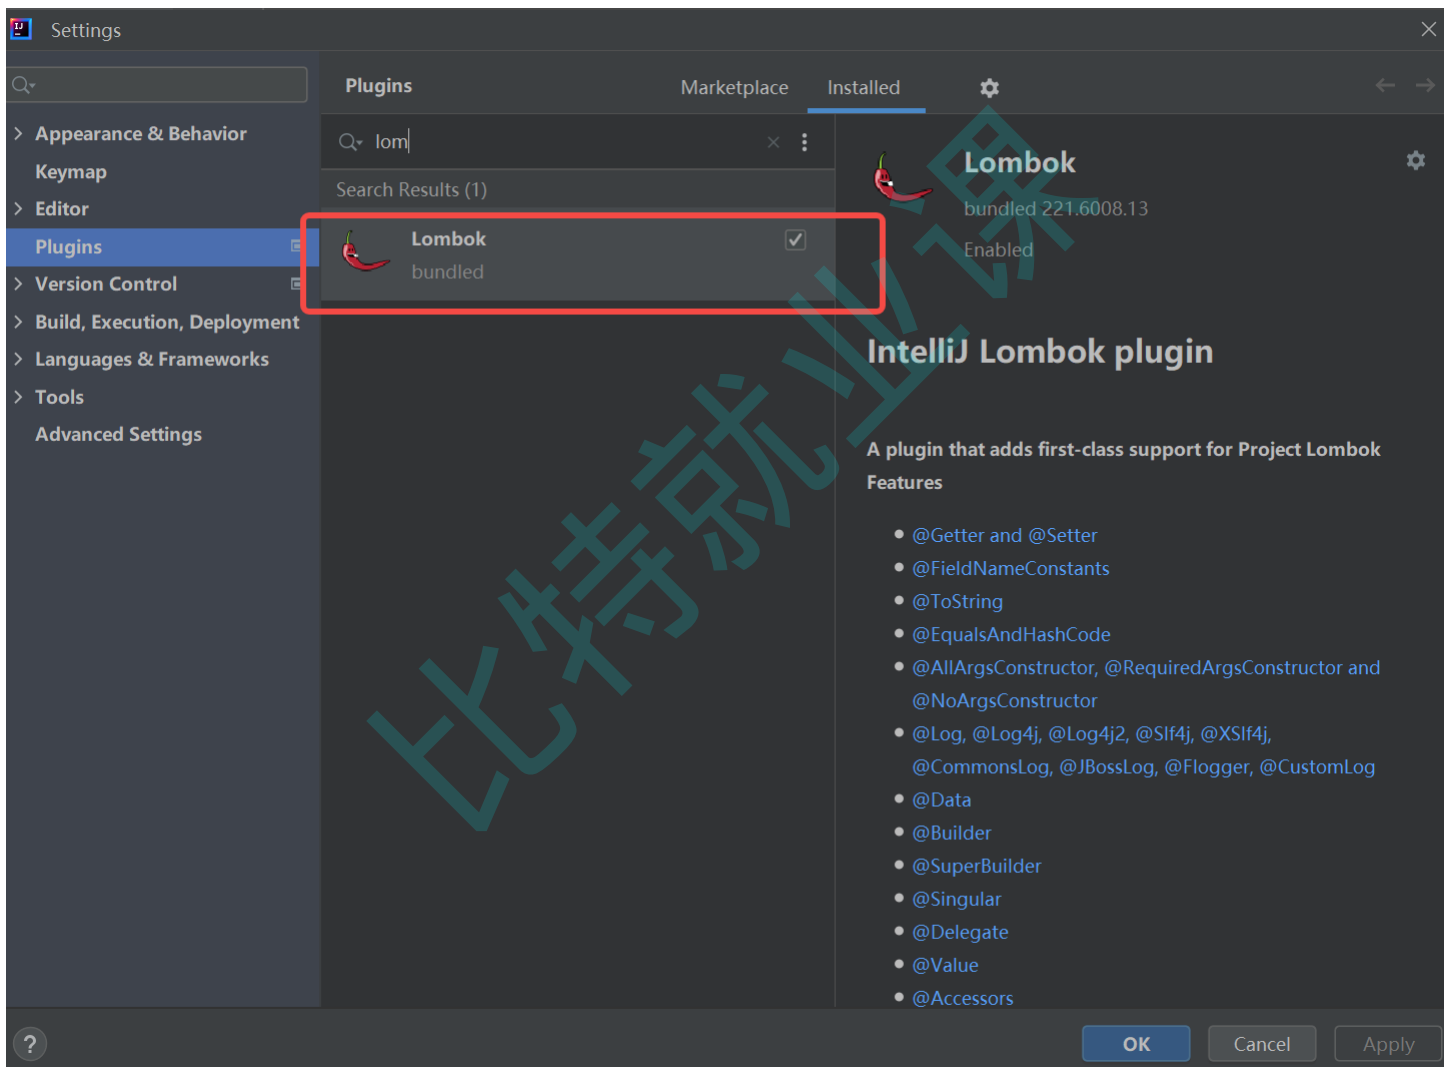 Settings
Plugins
Marketplace
Installed
Appearance & Behavior
Keymap
Editor
Plugins
Version Control
Build, Execution, Deployment
Languages & Frameworks
Tools
Advanced Settings
lom
Search Results (1)
Lombok
bundled
Lombok
bundled 221.6008.13
Enabled
IntelliJ Lombok plugin
A plugin that adds first-class support for Project Lombok
Features
@Getter and @Setter
@FieldNameConstants
@ToString
@EqualsAndHashCode
@AllArgsConstructor, @RequiredArgsConstructor and
@NoArgsConstructor
@Log, @Log4j, @Log4j2, @Slf4j, @XSlf4j,
@CommonsLog, @JBossLog, @Flogger, @CustomLog
@Data
@Builder
@SuperBuilder
@Singular
@Delegate
@Value
@Accessors
?
OK
Cancel
Apply
比特就业课